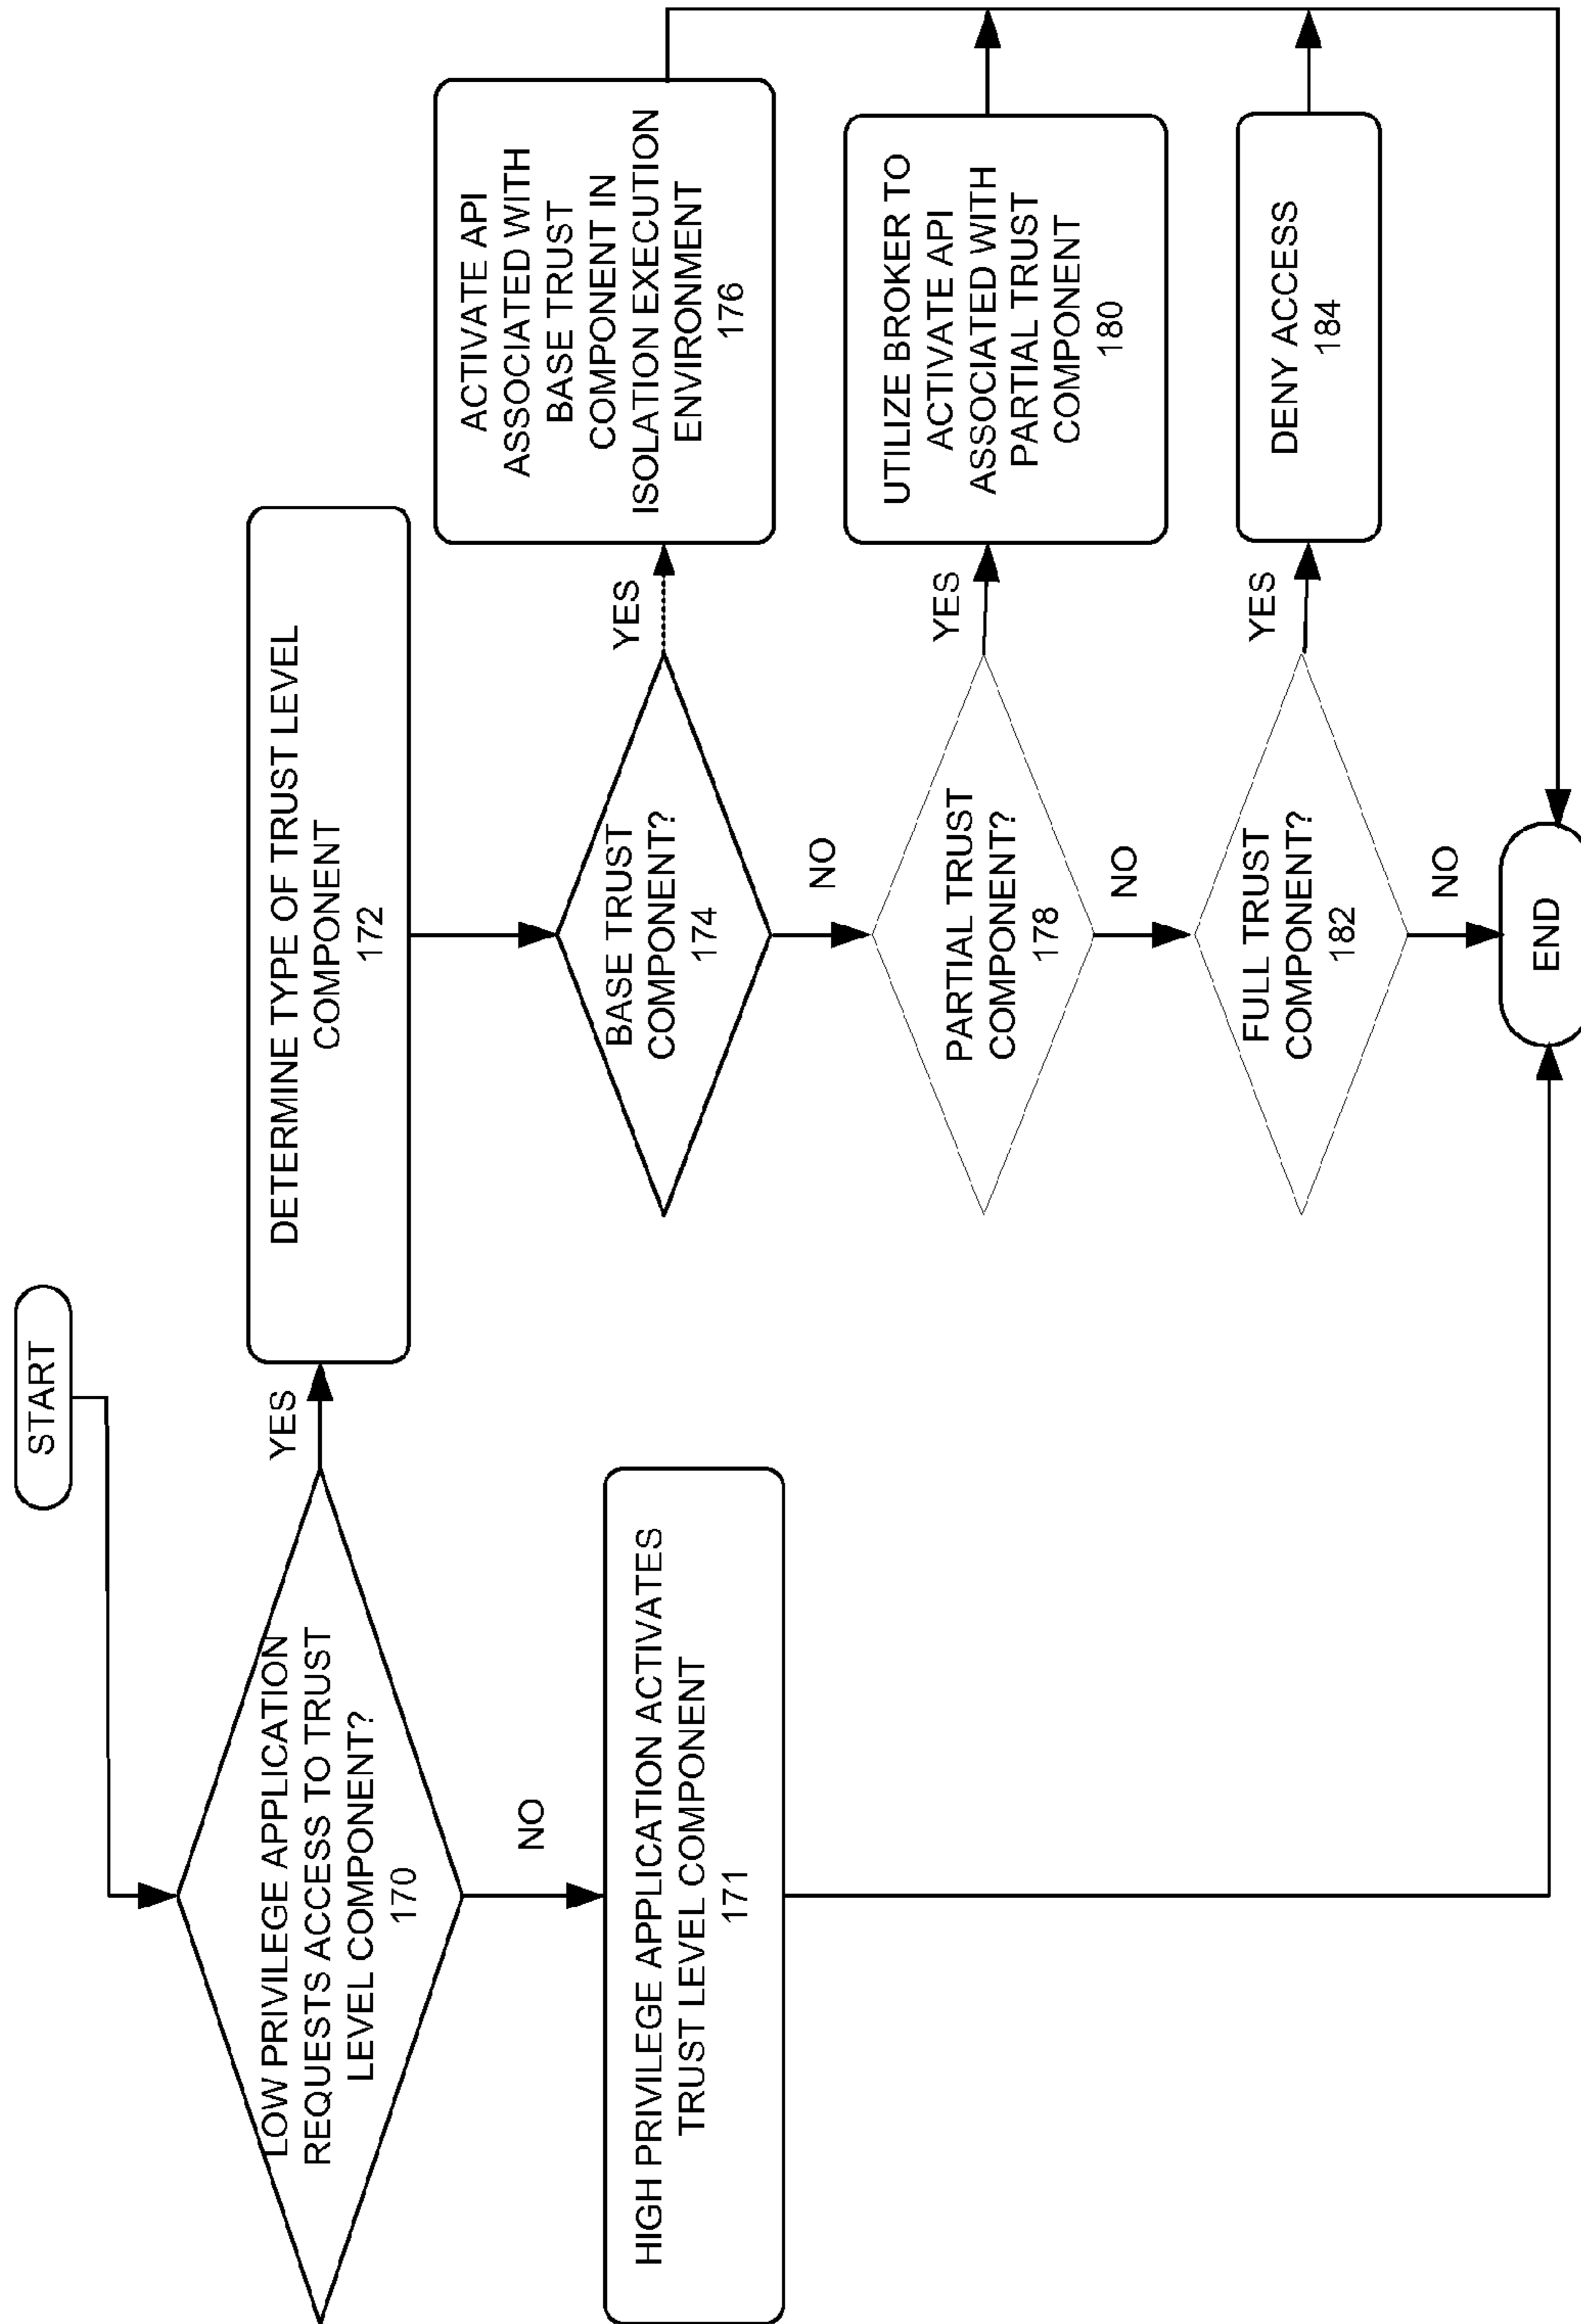 START
LOW PRIVILEGE APPLICATION
REQUESTS ACCESS TO TRUST
LEVEL COMPONENT?
170
YES
NO
DETERMINE TYPE OF TRUST LEVEL
COMPONENT
172
HIGH PRIVILEGE APPLICATION ACTIVATES
TRUST LEVEL COMPONENT
171
BASE TRUST
COMPONENT?
174
YES
NO
ACTIVATE API
ASSOCIATED WITH
BASE TRUST
COMPONENT IN
ISOLATION EXECUTION
ENVIRONMENT
176
PARTIAL TRUST
COMPONENT?
178
YES
NO
UTILIZE BROKER TO
ACTIVATE API
ASSOCIATED WITH
PARTIAL TRUST
COMPONENT
180
FULL TRUST
COMPONENT?
182
YES
NO
DENY ACCESS
184
END